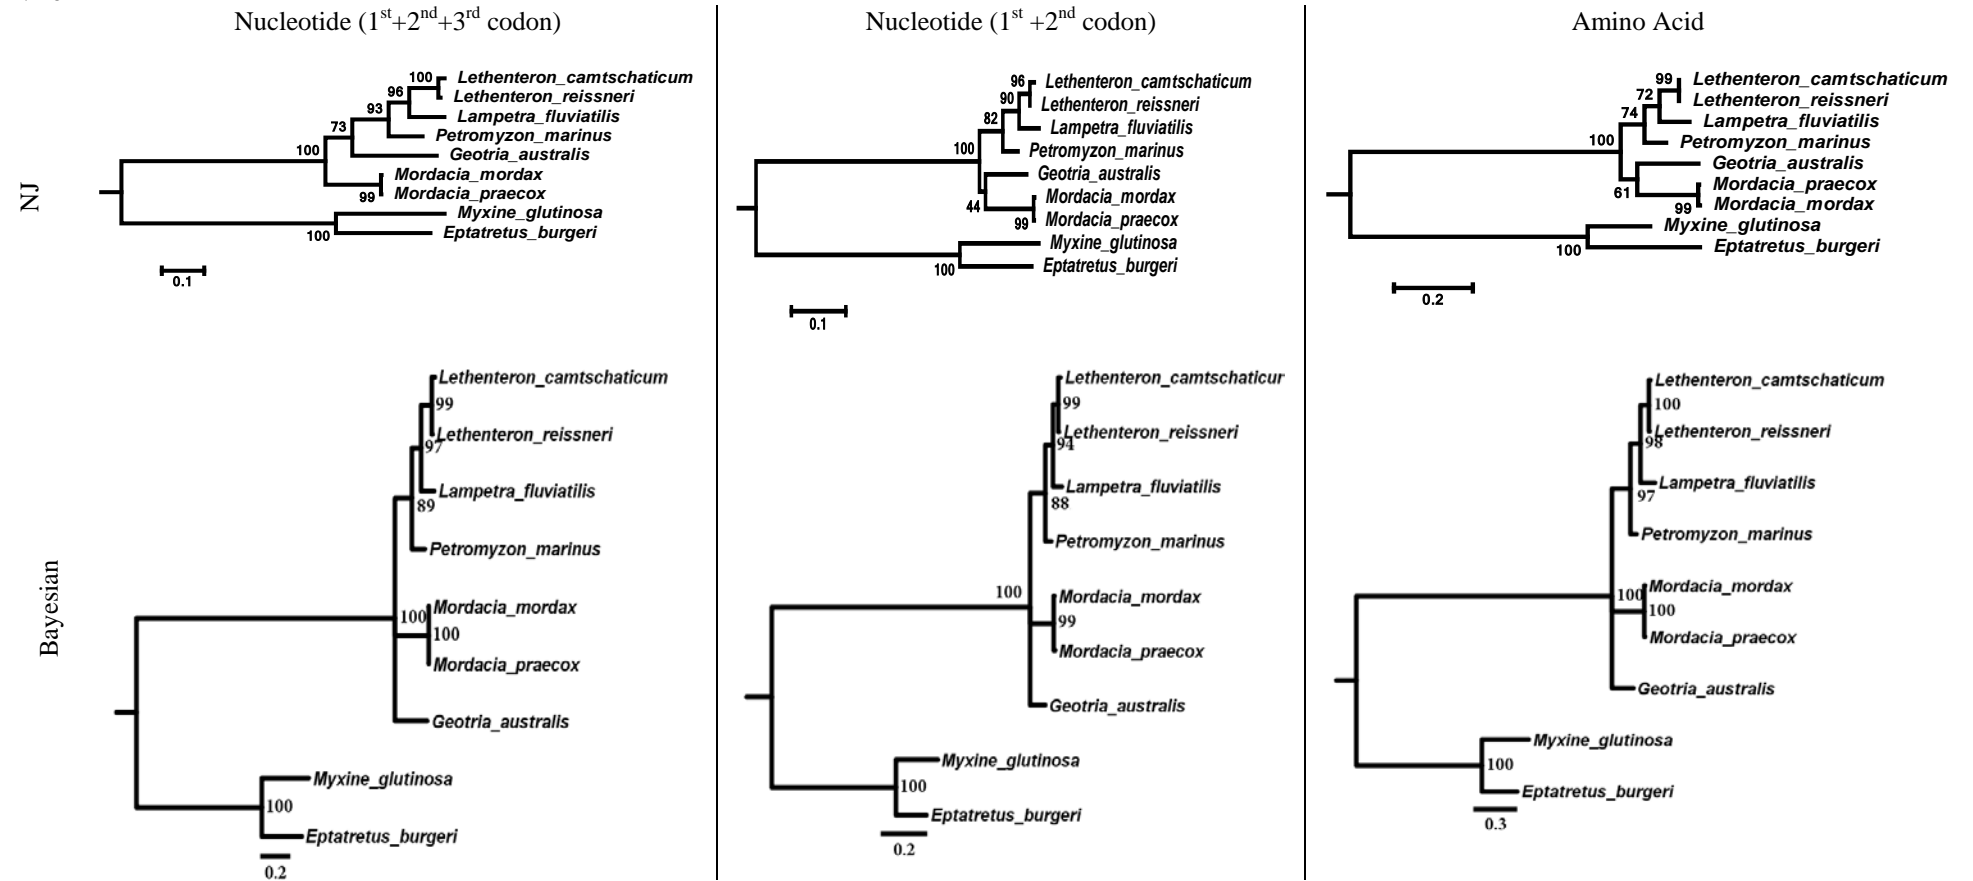 Nucleotide (1st+2nd+3rd codon)
Nucleotide (1st +2nd codon)
Amino Acid
NJ
100
Lethenteron_camtschaticum
96
Lethenteron_reissneri
93
Lampetra_fluviatilis
73
Petromyzon_marinus
100
Geotria_australis
Mordacia_mordax
99
Mordacia_praecox
Myxine_glutinosa
100
Eptatretus_burgeri
0.1
96
Lethenteron_camtschaticum
90
Lethenteron_reissneri
82
Lampetra_fluviatilis
100
Petromyzon_marinus
Geotria_australis
44
Mordacia_mordax
99
Mordacia_praecox
Myxine_glutinosa
100
Eptatretus_burgeri
0.1
99
Lethenteron_camtschaticum
72
Lethenteron_reissneri
74
Lampetra_fluviatilis
100
Petromyzon_marinus
Geotria_australis
61
Mordacia_praecox
99
Mordacia_mordax
Myxine_glutinosa
100
Eptatretus_burgeri
0.2
Bayesian
Lethenteron_camtschaticum
99
Lethenteron_reissneri
97
Lampetra_fluviatilis
89
Petromyzon_marinus
Mordacia_mordax
100
100
Mordacia_praecox
Geotria_australis
Myxine_glutinosa
100
Eptatretus_burgeri
0.2
Lethenteron_camtschaticur
99
Lethenteron_reissneri
94
Lampetra_fluviatilis
88
Petromyzon_marinus
100
Mordacia_mordax
99
Mordacia_praecox
Geotria_australis
Myxine_glutinosa
100
Eptatretus_burgeri
0.2
Lethenteron_camtschaticum
100
Lethenteron_reissneri
98
Lampetra_fluviatilis
97
Petromyzon_marinus
Mordacia_mordax
100
100
Mordacia_praecox
Geotria_australis
Myxine_glutinosa
100
Eptatretus_burgeri
0.3